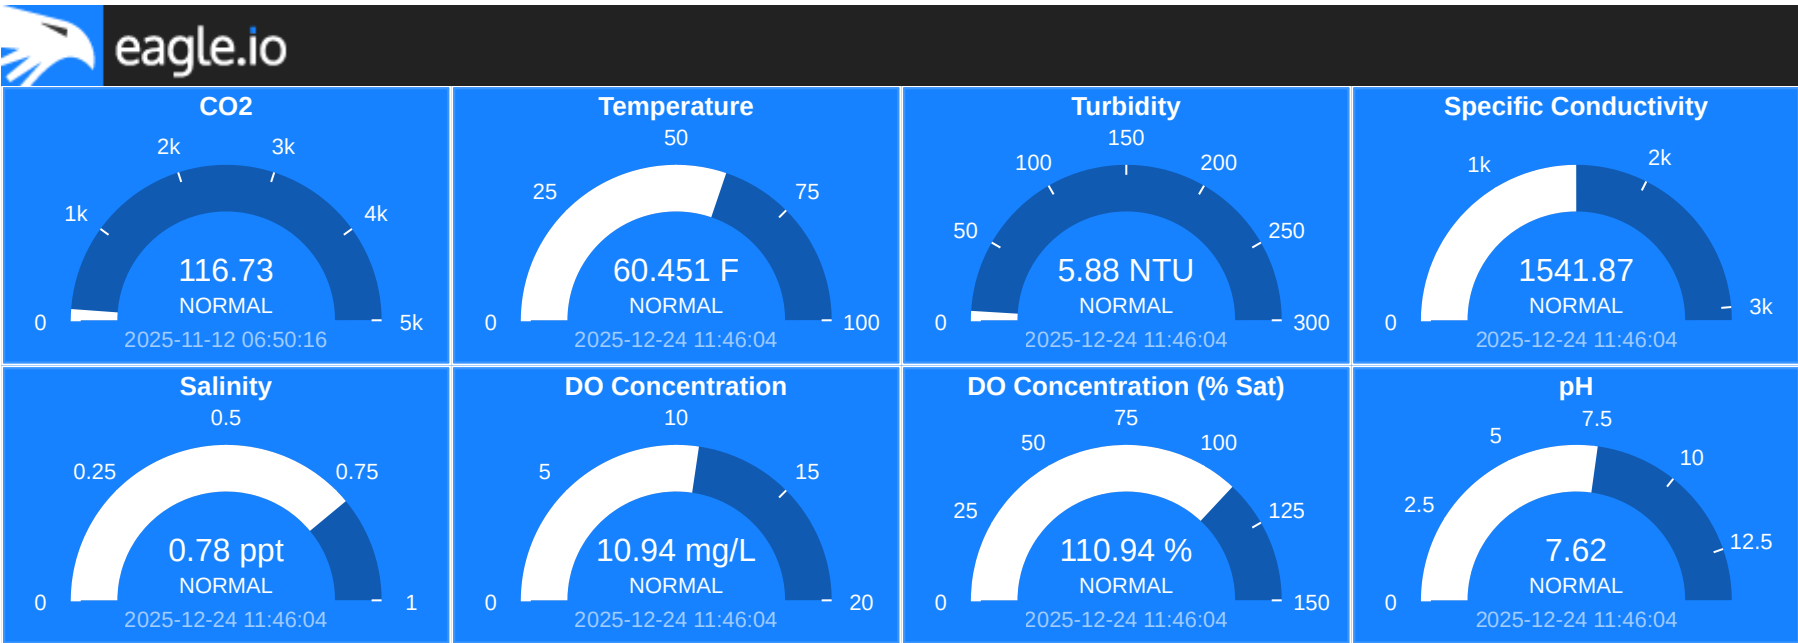 eagle.io
CO2
0
1k
2k
3k
4k
5k
116.73
NORMAL
2025-11-12 06:50:16
Temperature
0
25
50
75
100
60.451 F
NORMAL
2025-12-24 11:46:04
Turbidity
0
50
100
150
200
250
300
5.88 NTU
NORMAL
2025-12-24 11:46:04
Specific Conductivity
0
1k
2k
3k
1541.87
NORMAL
2025-12-24 11:46:04
Salinity
0
0.25
0.5
0.75
1
0.78 ppt
NORMAL
2025-12-24 11:46:04
DO Concentration
0
5
10
15
20
10.94 mg/L
NORMAL
2025-12-24 11:46:04
DO Concentration (% Sat)
0
25
50
75
100
125
150
110.94 %
NORMAL
2025-12-24 11:46:04
pH
0
2.5
5
7.5
10
12.5
7.62
NORMAL
2025-12-24 11:46:04